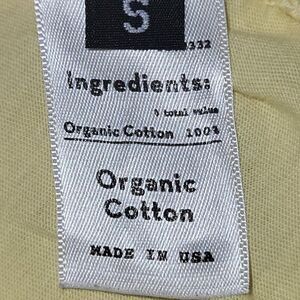 S
332
Ingredients:
% total value
Organic Cotton 100%
Organic
Cotton
MADE IN USA